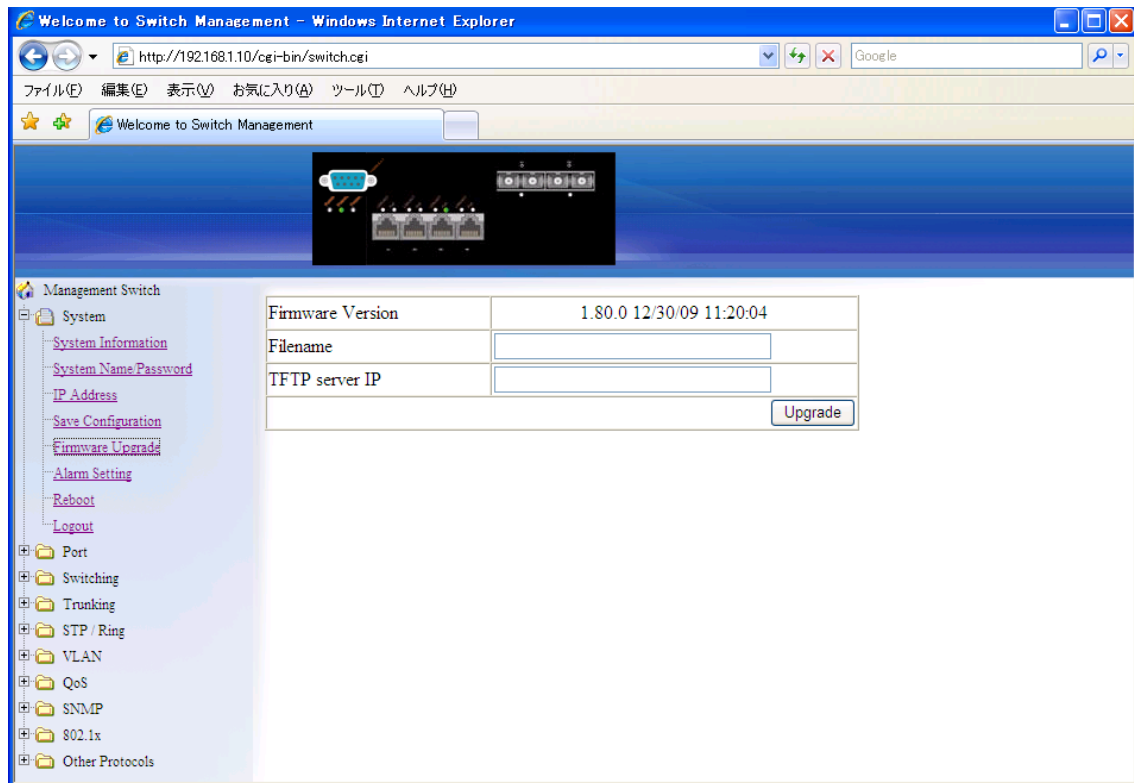 Welcome to Switch Management - Windows Internet Explorer
http://192.168.1.10/cgi-bin/switch.cgi
Google
ファイル(F) 編集(E) 表示(V) お気に入り(A) ツール(T) ヘルプ(H)
Welcome to Switch Management
Management Switch
System
System Information
System Name/Password
IP Address
Save Configuration
Firmware Upgrade
Alarm Setting
Reboot
Logout
Port
Switching
Trunking
STP / Ring
VLAN
QoS
SNMP
802.1x
Other Protocols
Firmware Version 1.80.0 12/30/09 11:20:04
Filename
TFTP server IP
Upgrade